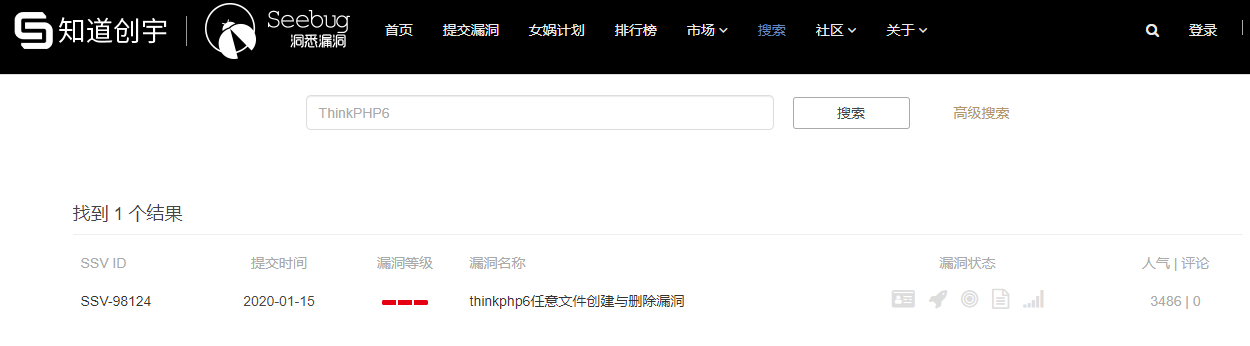 知道创宇 Seebug 洞悉漏洞 首页 提交漏洞 女娲计划 排行榜 市场 搜索 社区 关于 登录
ThinkPHP6 搜索 高级搜索
找到 1 个结果
SSV ID 提交时间 漏洞等级 漏洞名称 漏洞状态 人气 | 评论
SSV-98124 2020-01-15 thinkphp6任意文件创建与删除漏洞 3486 | 0